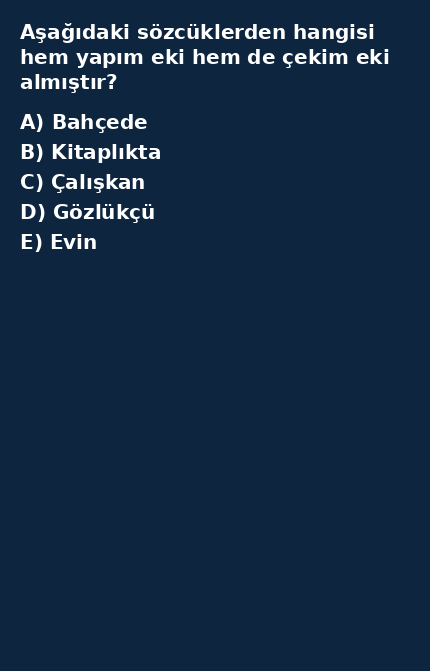 Aşağıdaki sözcüklerden hangisi
hem yapım eki hem de çekim eki
almıştır?
A) Bahçede
B) Kitaplıkta
C) Çalışkan
D) Gözlükçü
E) Evin